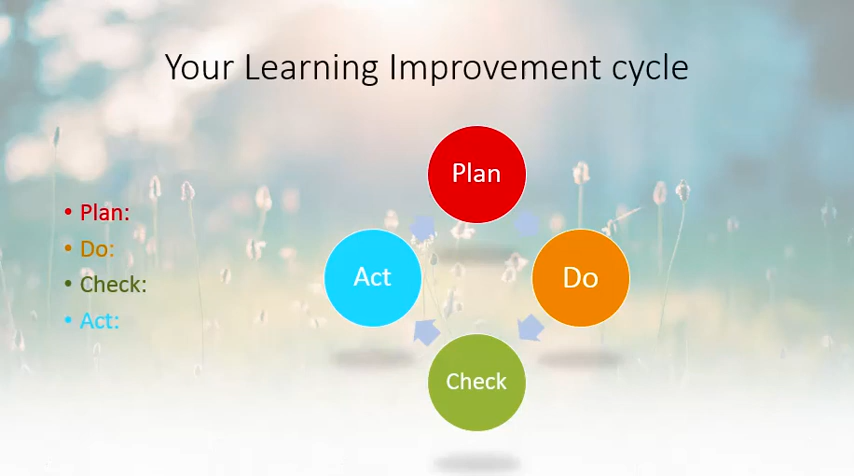 Your Learning Improvement cycle
• Plan:
• Do:
• Check:
• Act:
Plan
Act
Do
Check